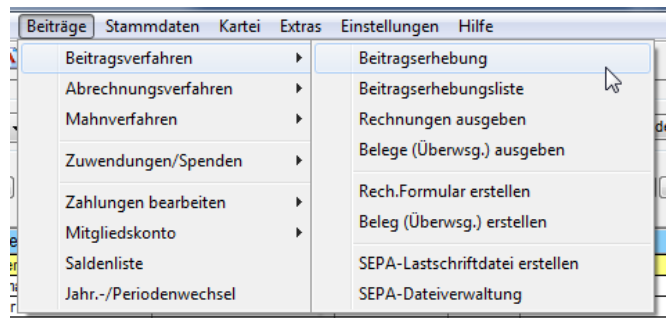 Beiträge Stammdaten Kartei Extras Einstellungen Hilfe
Beitragsverfahren
Abrechnungsverfahren
Mahnverfahren
Zuwendungen/Spenden
Zahlungen bearbeiten
Mitgliedskonto
Saldenliste
Jahr.-/Periodenwechsel
Beitragserhebung
Beitragserhebungsliste
Rechnungen ausgeben
Belege (Überwsg.) ausgeben
Rech.Formular erstellen
Beleg (Überwsg.) erstellen
SEPA-Lastschriftdatei erstellen
SEPA-Dateiverwaltung